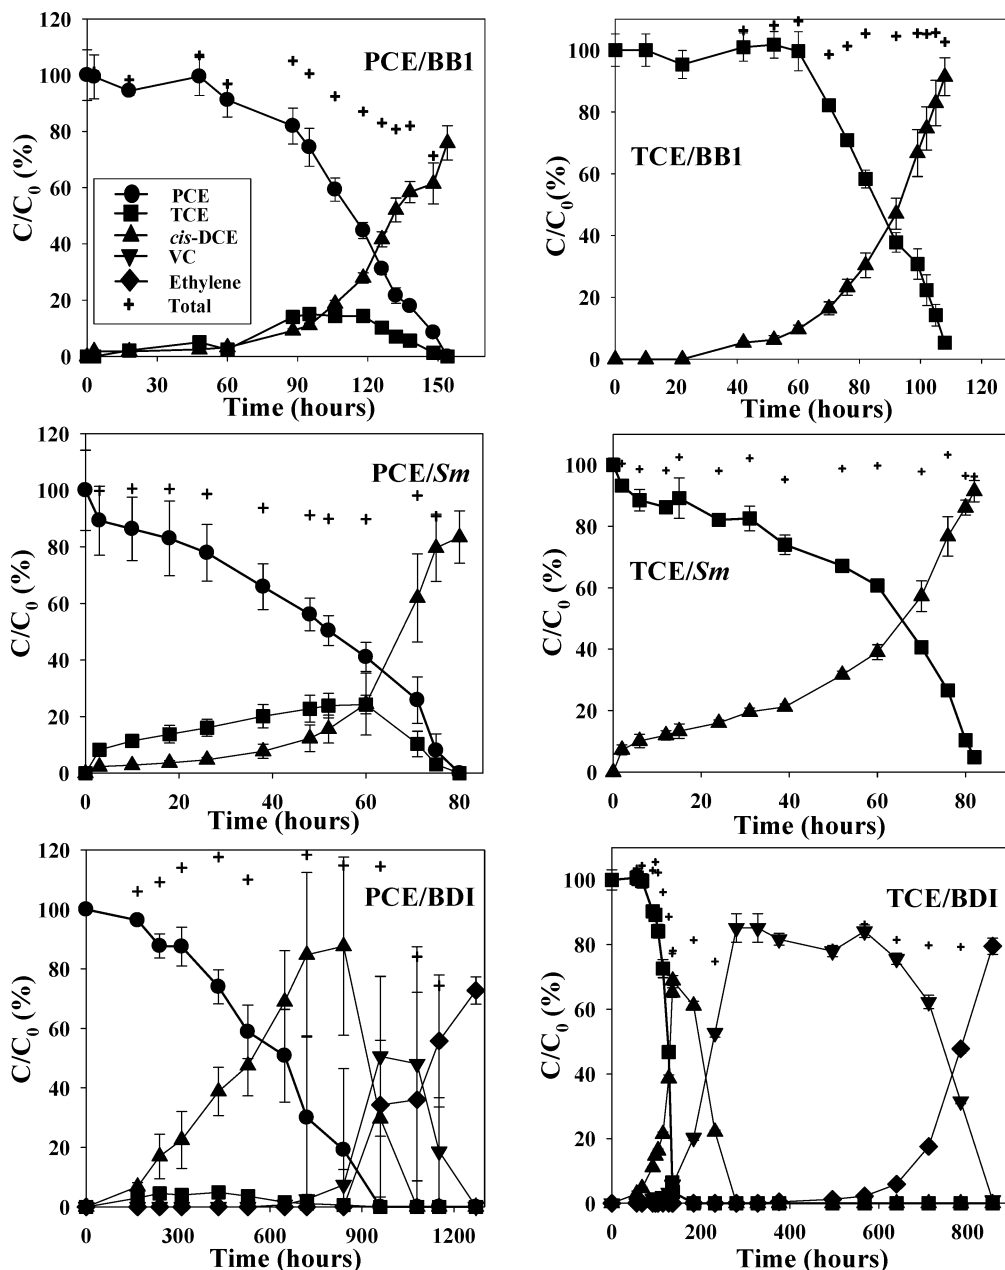 120
100
80
60
40
20
0
C/C0 (%)
PCE/BB1
PCE
TCE
cis-DCE
VC
Ethylene
Total
0 30 60 90 120 150
Time (hours)
120
100
80
60
40
20
0
C/C0(%)
TCE/BB1
0 20 40 60 80 100 120
Time (hours)
120
100
80
60
40
20
0
C/C0 (%)
PCE/Sm
0 20 40 60 80
Time (hours)
100
80
60
40
20
0
C/C0 (%)
TCE/Sm
0 20 40 60 80
Time (hours)
120
100
80
60
40
20
0
C/C0 (%)
PCE/BDI
0 300 600 900 1200
Time (hours)
100
80
60
40
20
0
C/C0 (%)
TCE/BDI
0 200 400 600 800
Time (hours)